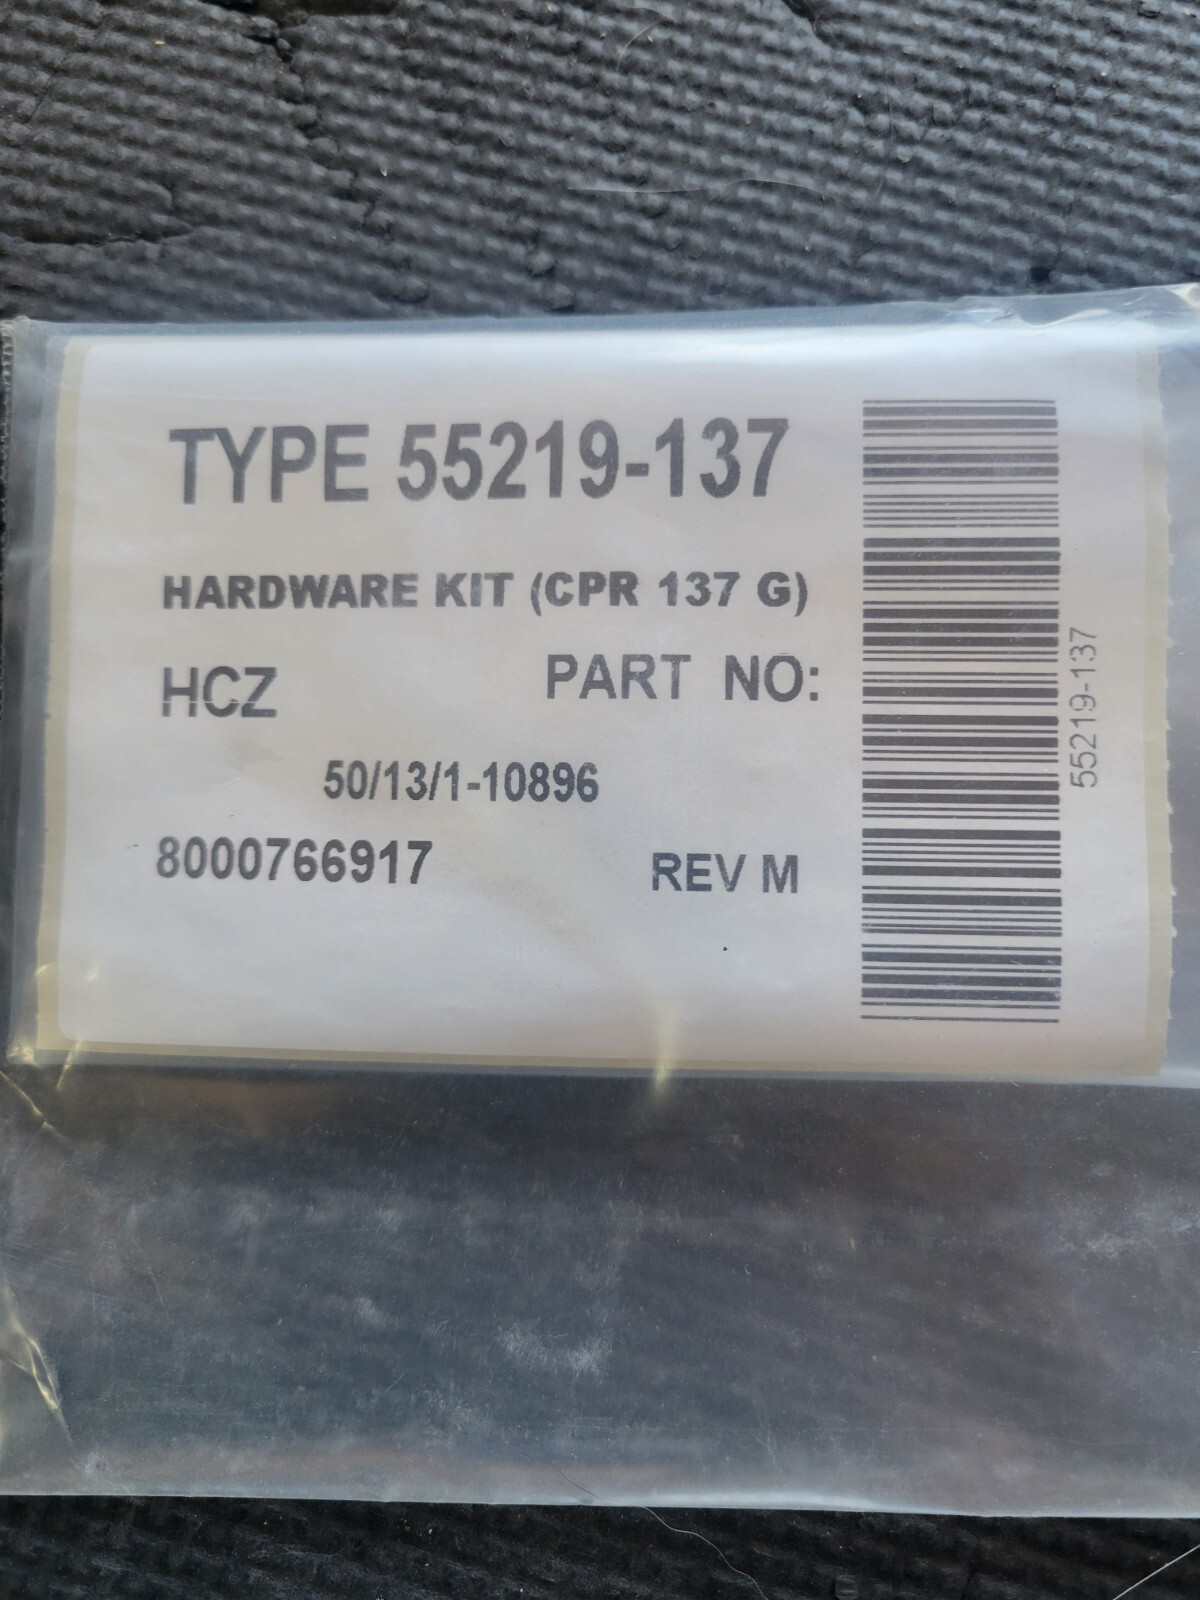 TYPE 55219-137
HARDWARE KIT (CPR 137 G)
HCZ PART NO:
50/13/1-10896
8000766917 REV M
55219-137